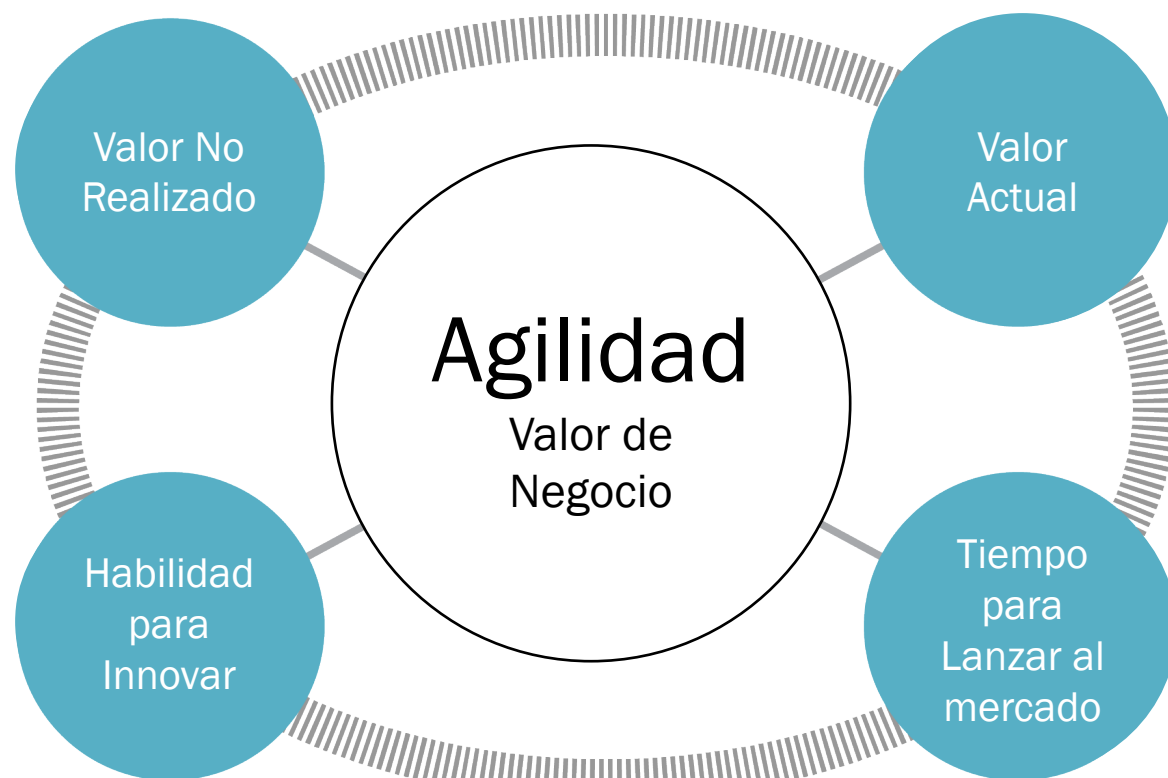 Valor No
Realizado
Valor
Actual
Agilidad
Valor de
Negocio
Habilidad
para
Innovar
Tiempo
para
Lanzar al
mercado